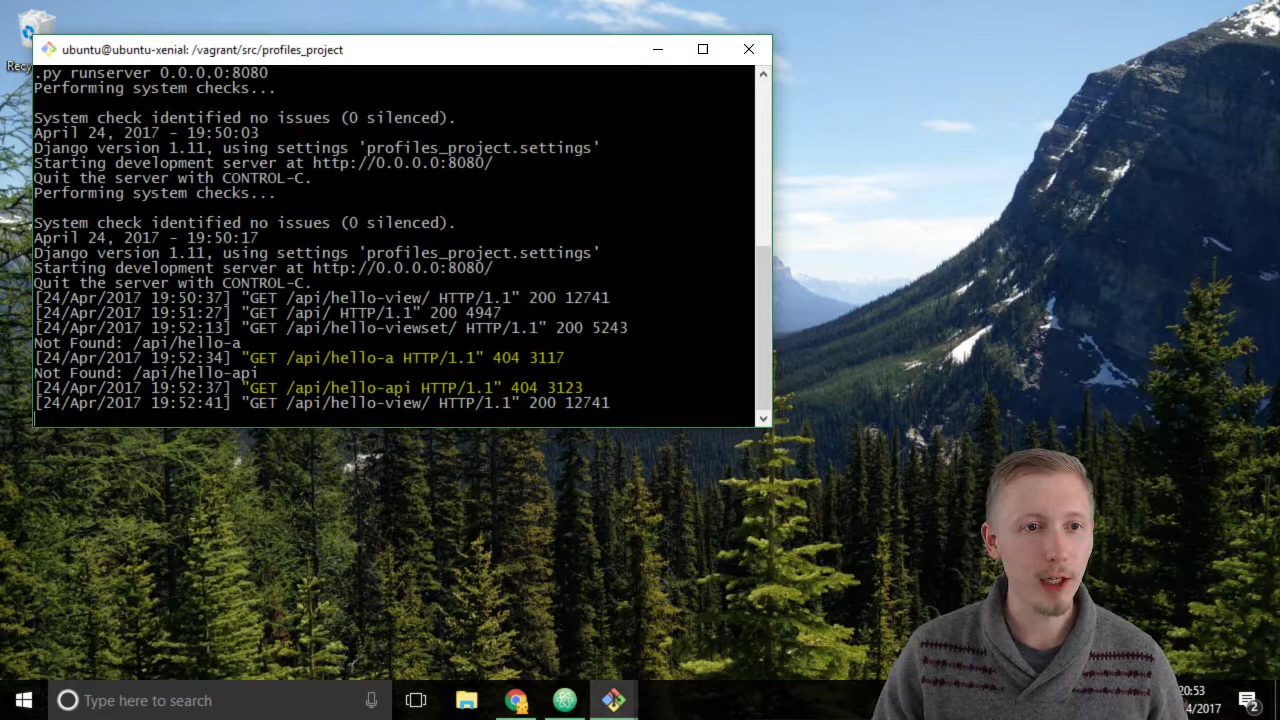 Recy
ubuntu@ubuntu-xenial: /vagrant/src/profiles_project
.py runserver 0.0.0.0:8080
Performing system checks...
System check identified no issues (0 silenced).
April 24, 2017 - 19:50:03
Django version 1.11, using settings 'profiles_project.settings'
Starting development server at http://0.0.0.0:8080/
Quit the server with CONTROL-C.
Performing system checks...
System check identified no issues (0 silenced).
April 24, 2017 - 19:50:17
Django version 1.11, using settings 'profiles_project.settings'
Starting development server at http://0.0.0.0:8080/
Quit the server with CONTROL-C.
[24/Apr/2017 19:50:37] "GET /api/hello-view/ HTTP/1.1" 200 12741
[24/Apr/2017 19:51:27] "GET /api/ HTTP/1.1" 200 4947
[24/Apr/2017 19:52:13] "GET /api/hello-viewset/ HTTP/1.1" 200 5243
Not Found: /api/hello-a
[24/Apr/2017 19:52:34] "GET /api/hello-a HTTP/1.1" 404 3117
Not Found: /api/hello-api
[24/Apr/2017 19:52:37] "GET /api/hello-api HTTP/1.1" 404 3123
[24/Apr/2017 19:52:41] "GET /api/hello-view/ HTTP/1.1" 200 12741
Type here to search
20:53
4/2017
2